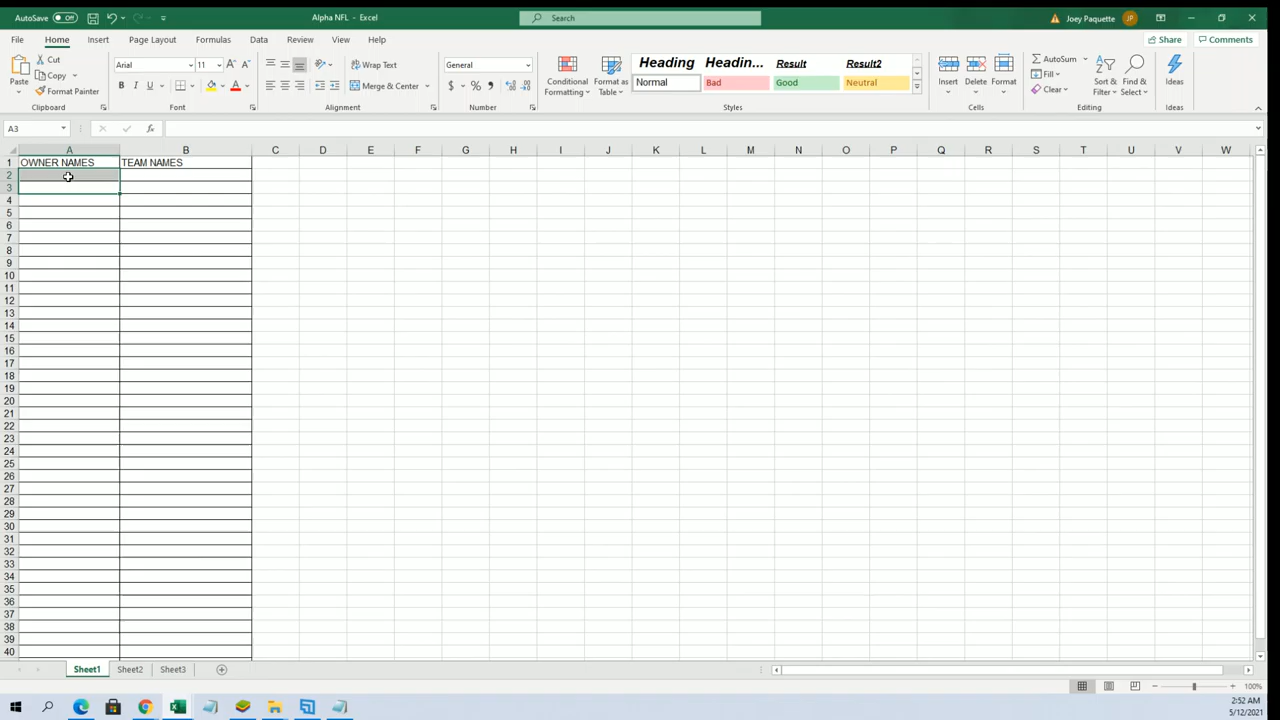 AutoSave Off
Alpha NFL - Excel
Search
Joey Paquette JP
File Home Insert Page Layout Formulas Data Review View Help
Share Comments
Paste
Cut
Copy
Format Painter
Clipboard
Arial 11
A A
B I U
A
Font
Wrap Text
Merge & Center
Alignment
General
$ % ,
Number
Conditional Formatting
Format as Table
Heading Headin... Result Result2
Normal Bad Good Neutral
Styles
Insert Delete Format
Cells
AutoSum
Fill
Clear
Sort & Filter
Find & Select
Editing
Ideas
Ideas
A3
fx
A B C D E F G H I J K L M N O P Q R S T U V W
1 OWNER NAMES TEAM NAMES
2
3
4
5
6
7
8
9
10
11
12
13
14
15
16
17
18
19
20
21
22
23
24
25
26
27
28
29
30
31
32
33
34
35
36
37
38
39
40
Sheet1 Sheet2 Sheet3
100%
2:52 AM
5/12/2021